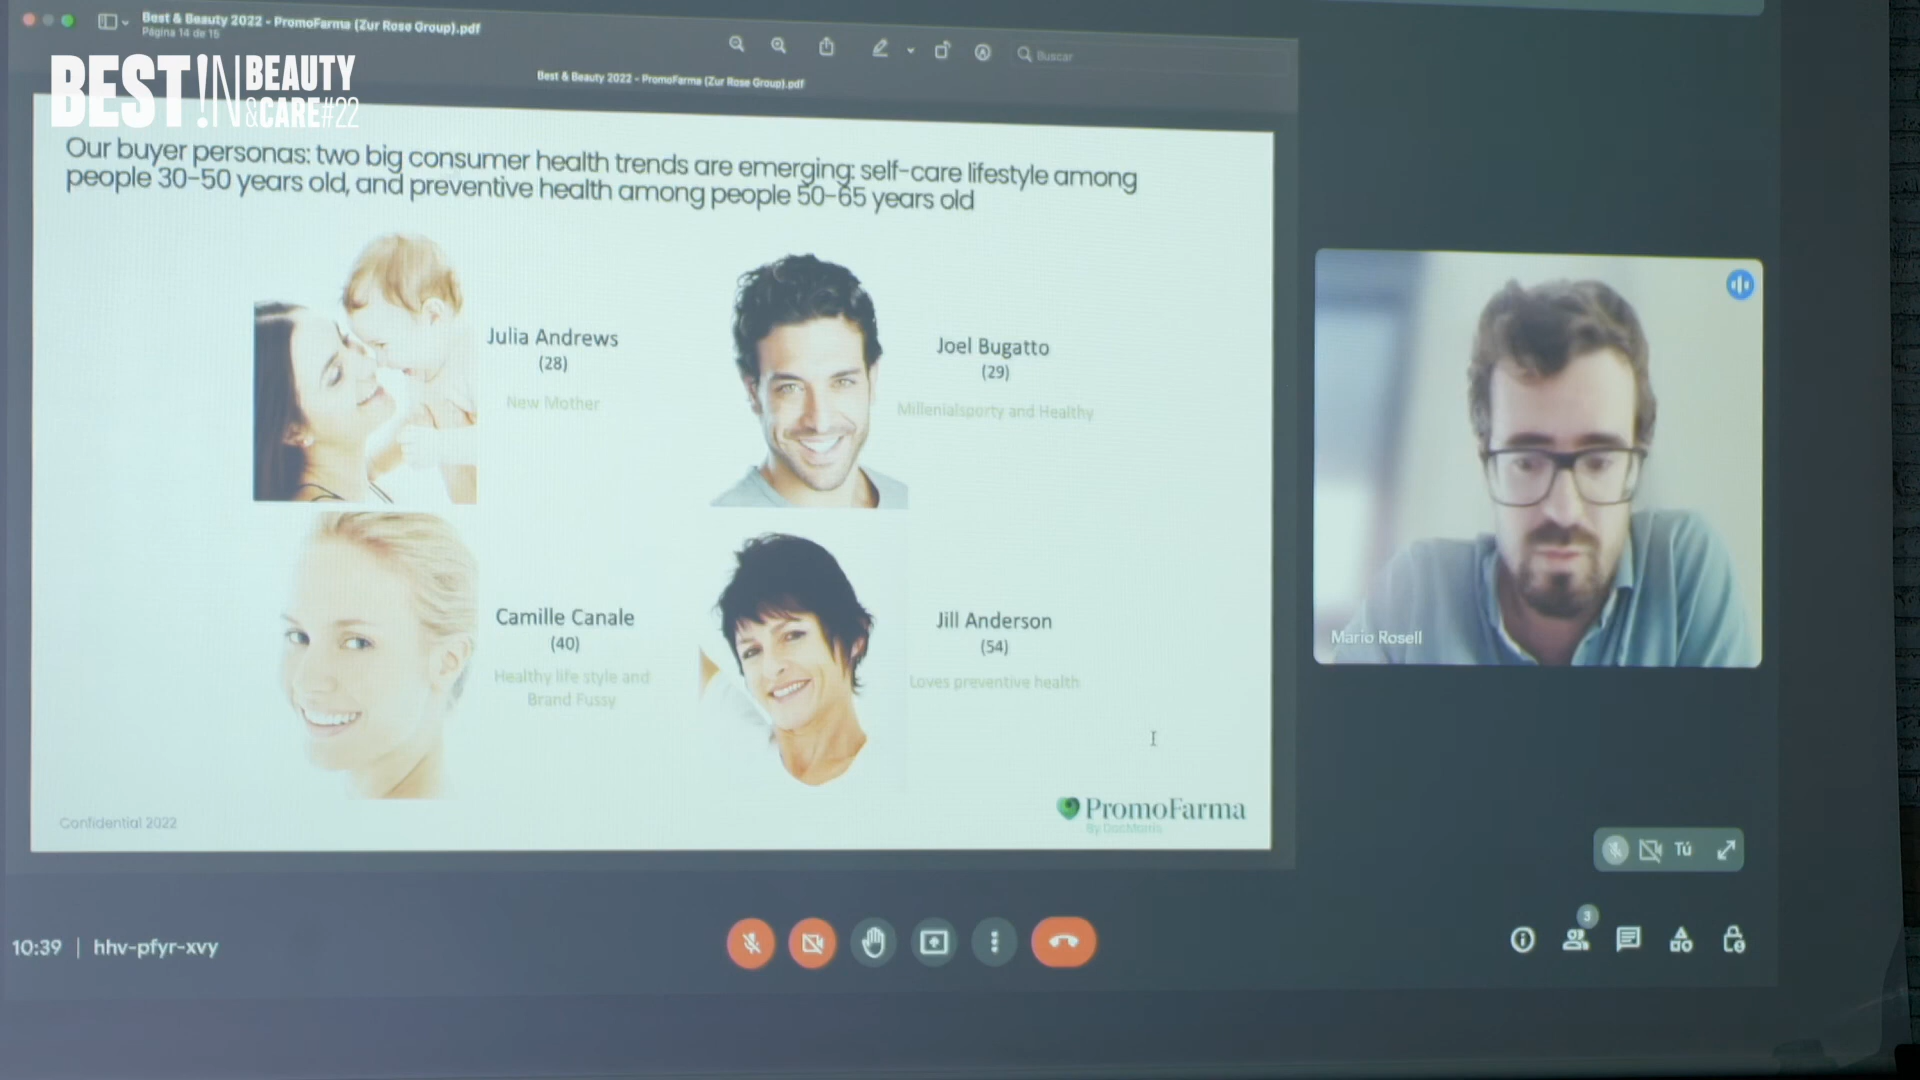 Best & Beauty 2022 - PromoFarma (Zur Rose Group).pdf
Página 14 de 15
Buscar
Best & Beauty 2022 - PromoFarma (Zur Rose Group).pdf
BEST!N BEAUTY
&CARE#22
Our buyer personas: two big consumer health trends are emerging: self-care lifestyle among
people 30-50 years old, and preventive health among people 50-65 years old
Julia Andrews
(28)
New Mother
Joel Bugatto
(29)
Millenialsporty and Healthy
Camille Canale
(40)
Healthy life style and
Brand Fussy
Jill Anderson
(54)
Loves preventive health
Confidential 2022
PromoFarma
By DocMorris
Mario Rosell
Tú
10:39 | hhv-pfyr-xvy
3